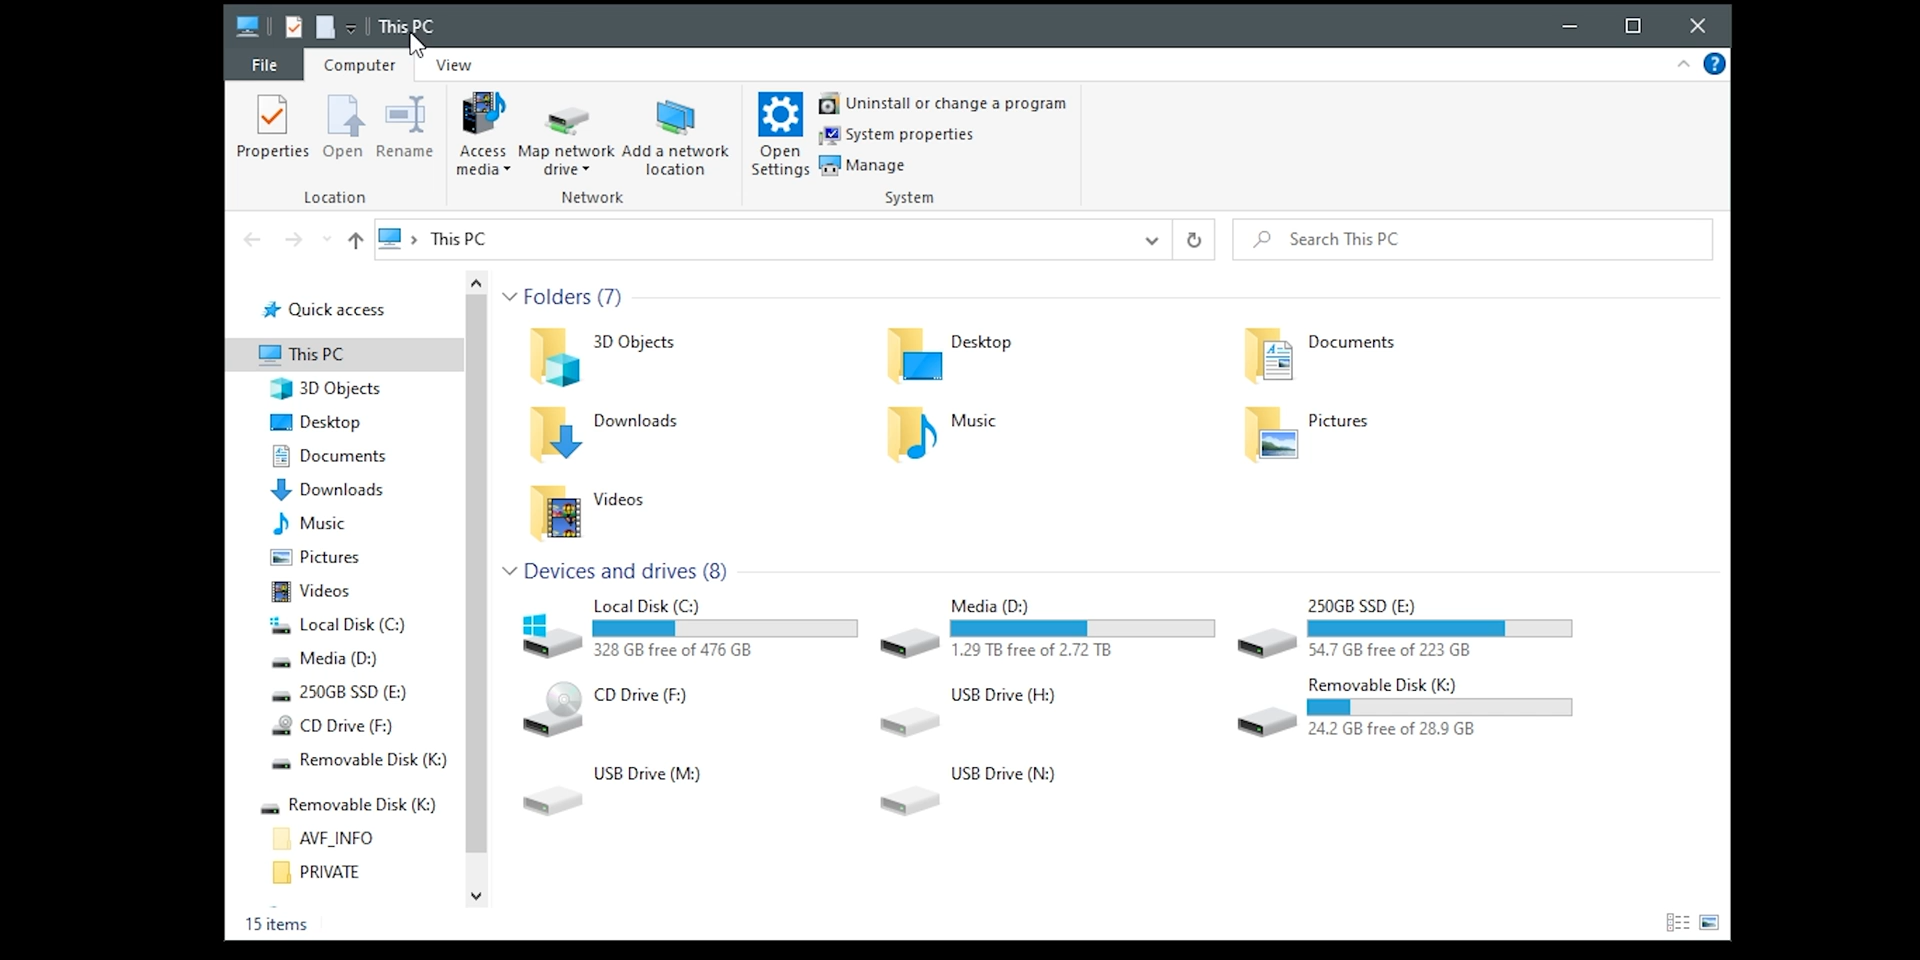 This PC
File
Computer
View
Properties
Open
Rename
Access
media
Map network
drive
Add a network
location
Open
Settings
Uninstall or change a program
System properties
Manage
Location
Network
System
This PC
Search This PC
Quick access
This PC
3D Objects
Desktop
Documents
Downloads
Music
Pictures
Videos
Local Disk (C:)
Media (D:)
250GB SSD (E:)
CD Drive (F:)
Removable Disk (K:)
Removable Disk (K:)
AVF_INFO
PRIVATE
Folders (7)
3D Objects
Desktop
Documents
Downloads
Music
Pictures
Videos
Devices and drives (8)
Local Disk (C:)
328 GB free of 476 GB
Media (D:)
1.29 TB free of 2.72 TB
250GB SSD (E:)
54.7 GB free of 223 GB
CD Drive (F:)
USB Drive (H:)
Removable Disk (K:)
24.2 GB free of 28.9 GB
USB Drive (M:)
USB Drive (N:)
15 items